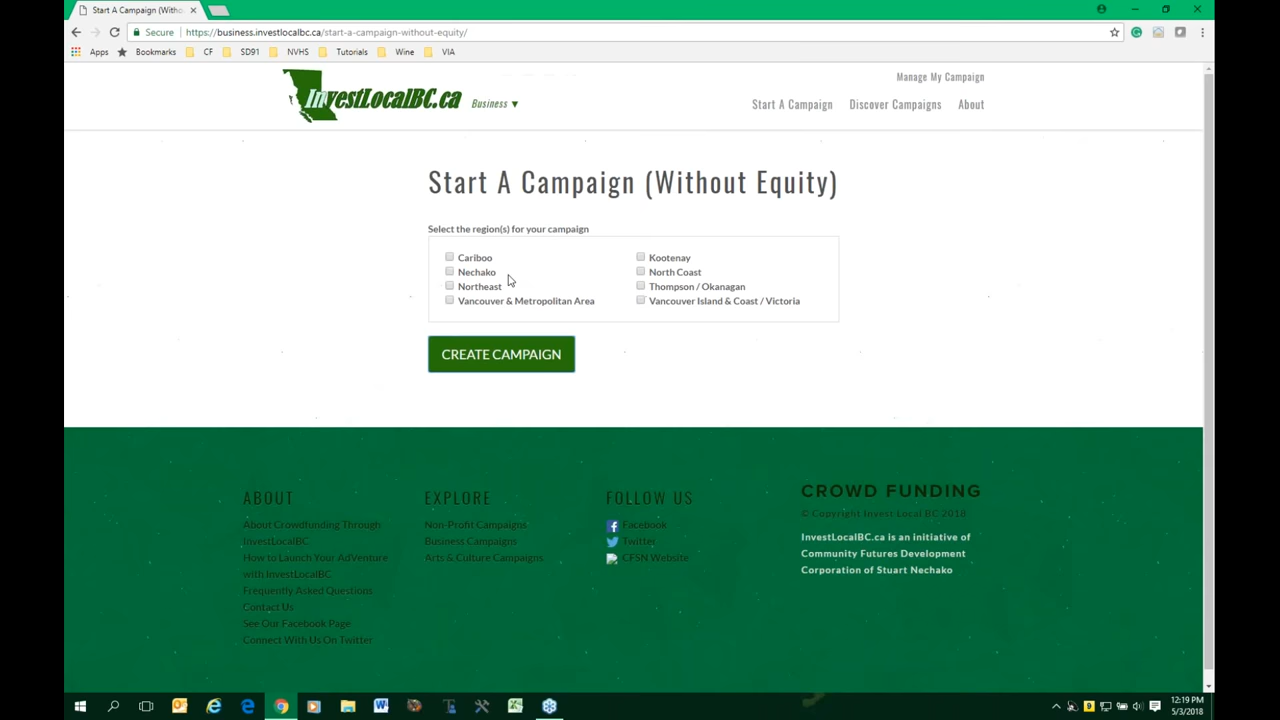 Start A Campaign (Witho
Secure https://business.investlocalbc.ca/start-a-campaign-without-equity/
Apps Bookmarks CF SD91 NVHS Tutorials Wine VIA
Manage My Campaign
InvestLocalBC.ca Business ▼ Start A Campaign Discover Campaigns About
Start A Campaign (Without Equity)
Select the region(s) for your campaign
Cariboo Kootenay
Nechako North Coast
Northeast Thompson / Okanagan
Vancouver & Metropolitan Area Vancouver Island & Coast / Victoria
CREATE CAMPAIGN
ABOUT
About Crowdfunding Through
InvestLocalBC
How to Launch Your AdVenture
with InvestLocalBC
Frequently Asked Questions
Contact Us
See Our Facebook Page
Connect With Us On Twitter
EXPLORE
Non-Profit Campaigns
Business Campaigns
Arts & Culture Campaigns
FOLLOW US
Facebook
Twitter
CFSN Website
CROWD FUNDING
© Copyright Invest Local BC 2018
InvestLocalBC.ca is an initiative of
Community Futures Development
Corporation of Stuart Nechako
12:19 PM
5/3/2018